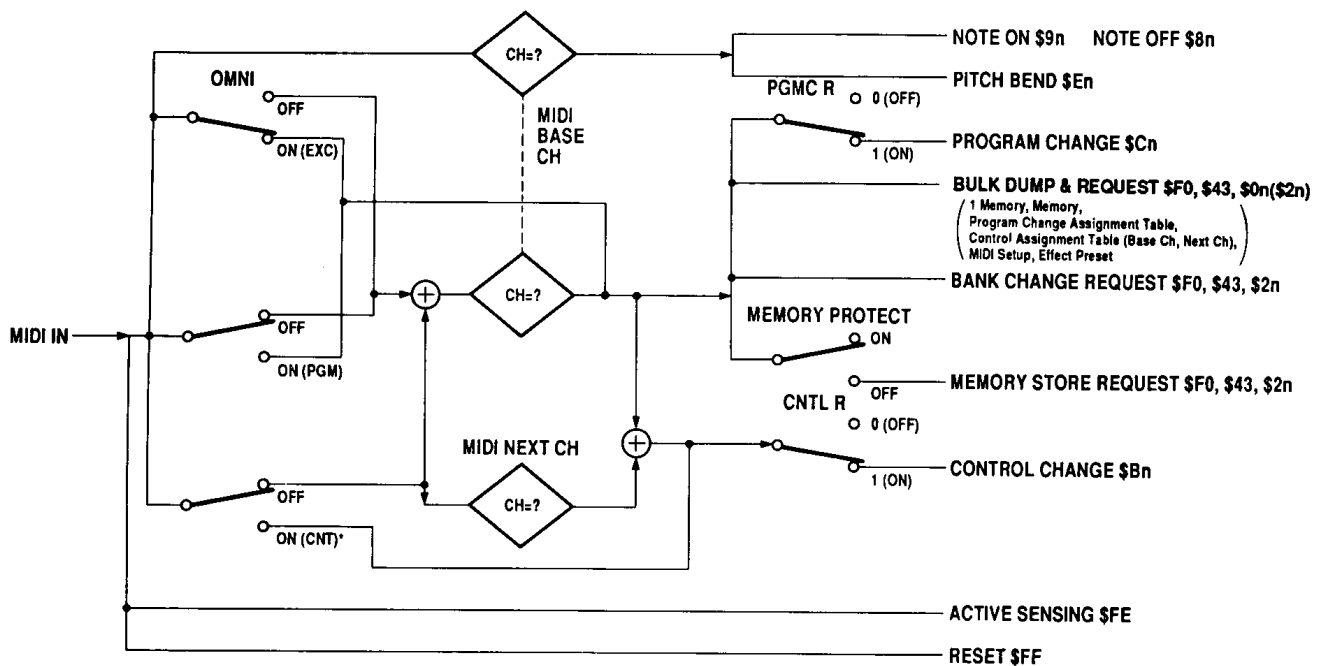 CH=?
NOTE ON $9n NOTE OFF $8n
OMNI
OFF
ON (EXC)
MIDI
BASE
CH
PITCH BEND $En
PGMC R
0 (OFF)
1 (ON)
PROGRAM CHANGE $Cn
BULK DUMP & REQUEST $F0, $43, $0n($2n)
1 Memory, Memory,
Program Change Assignment Table,
Control Assignment Table (Base Ch, Next Ch),
MIDI Setup, Effect Preset
BANK CHANGE REQUEST $F0, $43, $2n
CH=?
MIDI IN
OFF
ON (PGM)
MEMORY PROTECT
ON
OFF
MEMORY STORE REQUEST $F0, $43, $2n
CNTL R
0 (OFF)
1 (ON)
CONTROL CHANGE $Bn
MIDI NEXT CH
CH=?
OFF
ON (CNT)*
ACTIVE SENSING $FE
RESET $FF